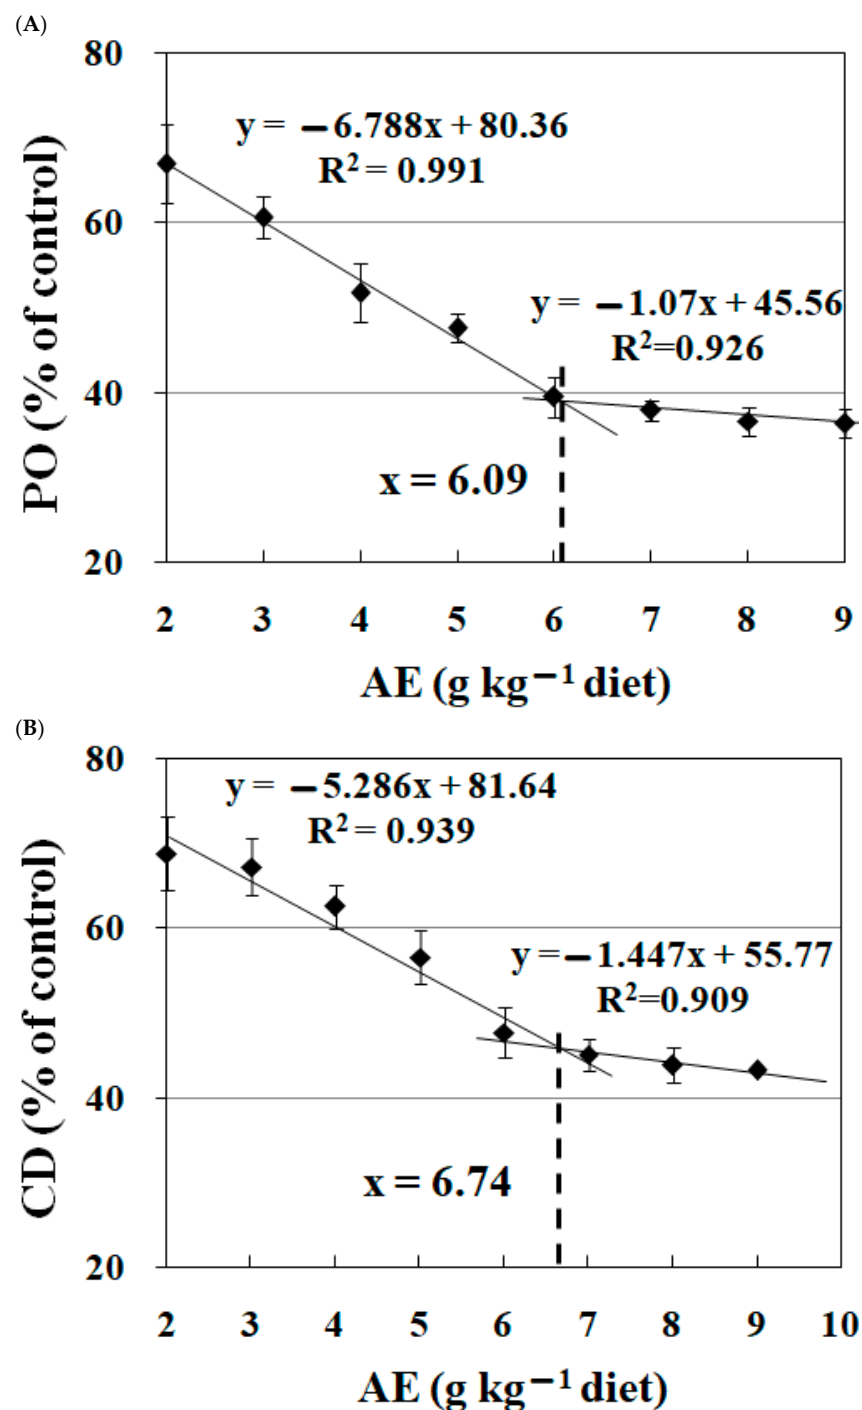 (A)
80
y = −6.788x + 80.36
R² = 0.991
60
y = −1.07x + 45.56
R²=0.926
40
x = 6.09
20
PO (% of control)
2 3 4 5 6 7 8 9
AE (g kg⁻¹ diet)
(B)
80
y = −5.286x + 81.64
R² = 0.939
60
y = −1.447x + 55.77
R²=0.909
40
x = 6.74
20
CD (% of control)
2 3 4 5 6 7 8 9 10
AE (g kg⁻¹ diet)